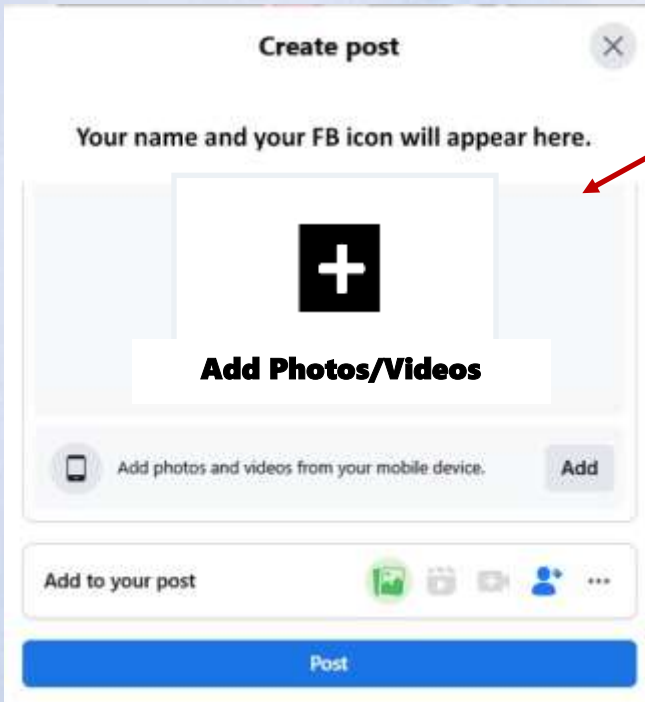 Create post
Your name and your FB icon will appear here.
Add Photos/Videos
Add photos and videos from your mobile device.
Add
Add to your post
Post